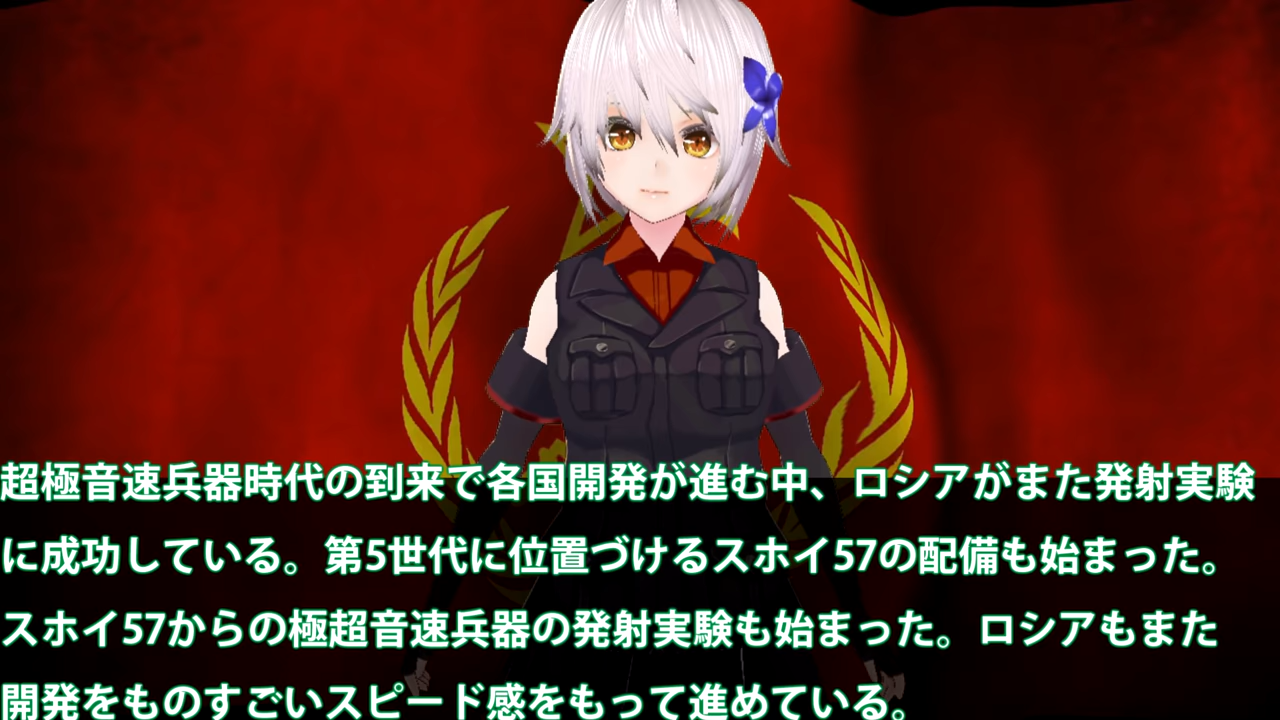 超極音速兵器時代の到来で各国開発が進む中、ロシアがまた発射実験
に成功している。第5世代に位置づけるスホイ57の配備も始まった。
スホイ57からの極超音速兵器の発射実験も始まった。ロシアもまた
開発をものすごいスピード感をもって進めている。